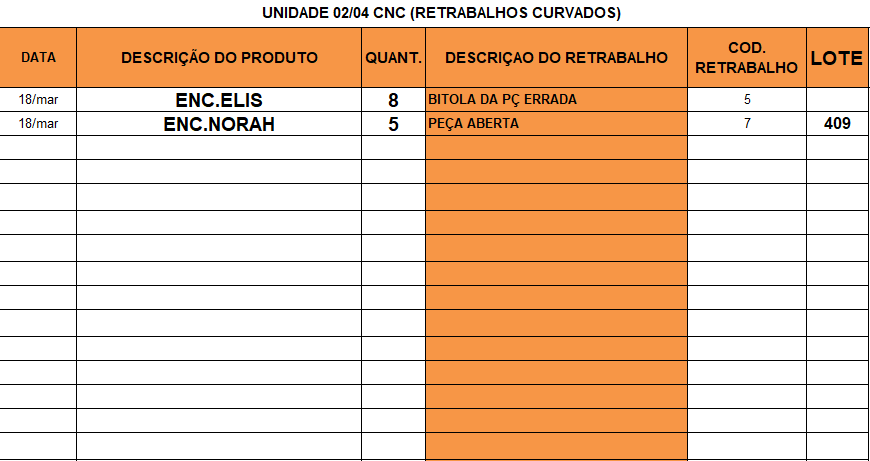 UNIDADE 02/04 CNC (RETRABALHOS CURVADOS)
DATA DESCRIÇÃO DO PRODUTO QUANT. DESCRIÇAO DO RETRABALHO COD. RETRABALHO LOTE
18/mar ENC.ELIS 8 BITOLA DA PÇ ERRADA 5
18/mar ENC.NORAH 5 PEÇA ABERTA 7 409